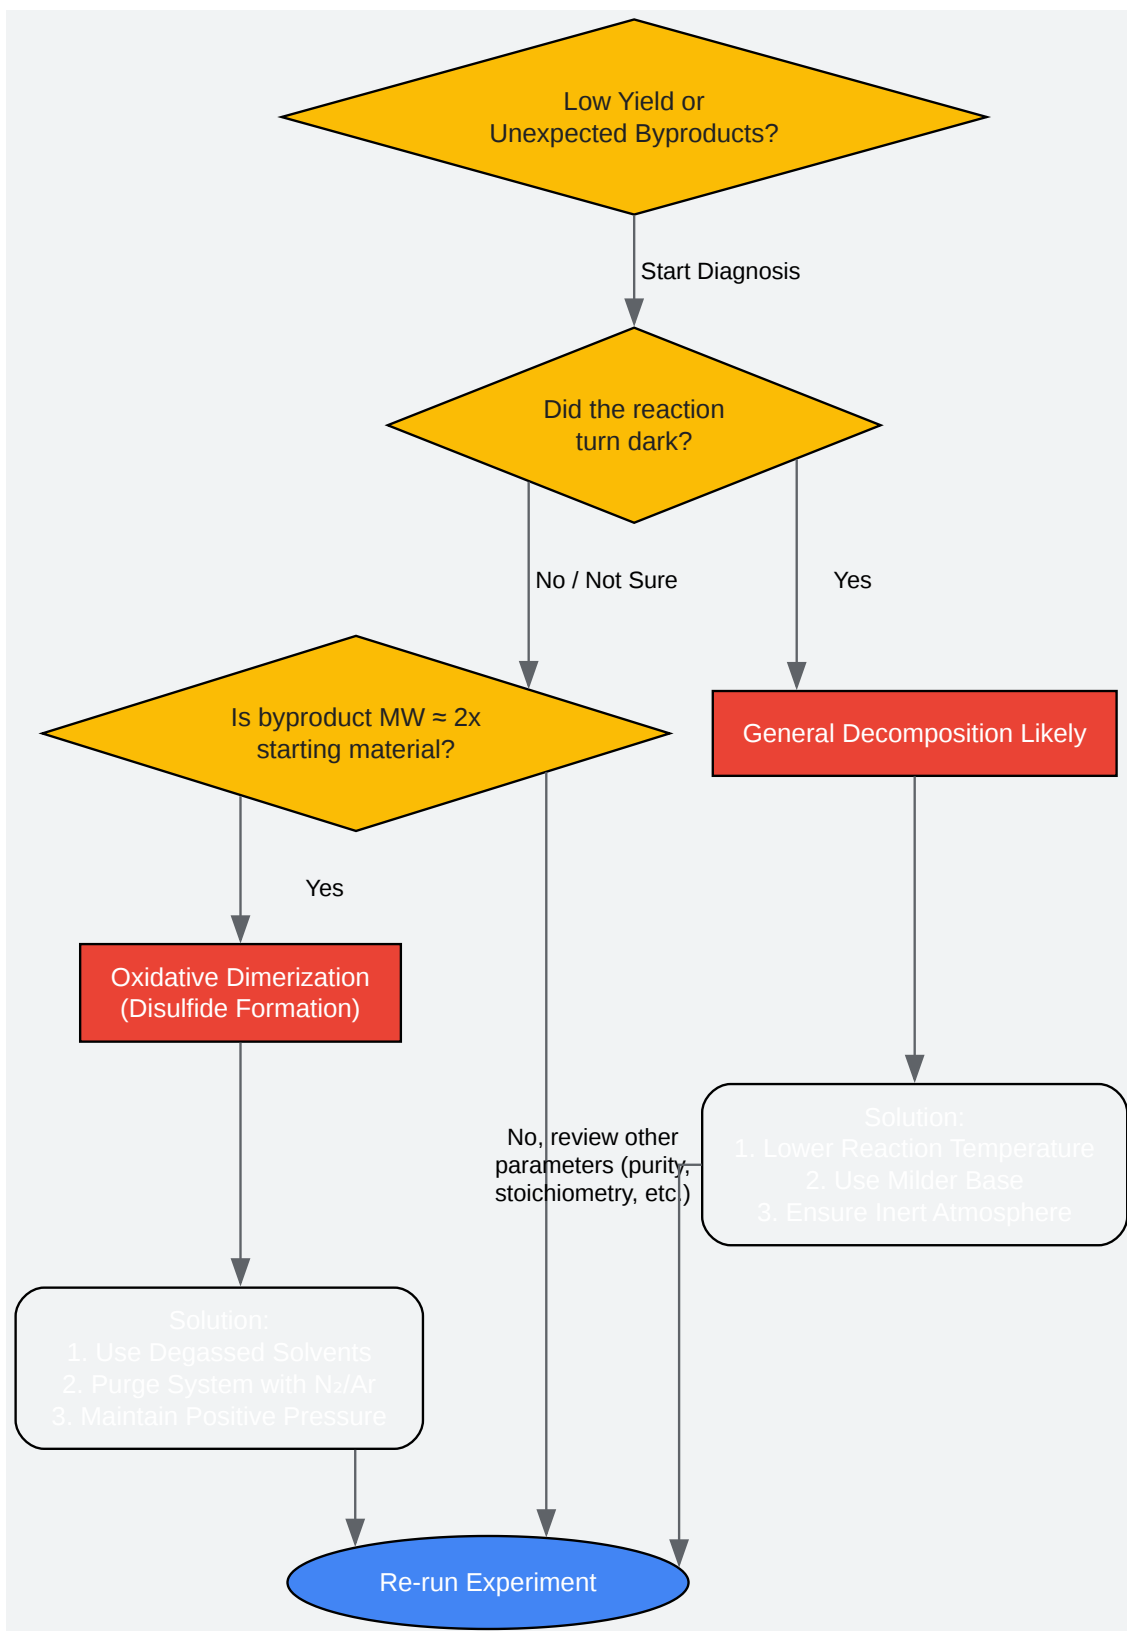 Low Yield or
Unexpected Byproducts?
Start Diagnosis
Did the reaction
turn dark?
No / Not Sure
Yes
Is byproduct MW ≈ 2x
starting material?
General Decomposition Likely
Yes
Oxidative Dimerization
(Disulfide Formation)
No, review other
parameters (purity,
stoichiometry, etc.)
Solution:
1. Lower Reaction Temperature
2. Use Milder Base
3. Ensure Inert Atmosphere
Solution:
1. Use Degassed Solvents
2. Purge System with N₂/Ar
3. Maintain Positive Pressure
Re-run Experiment